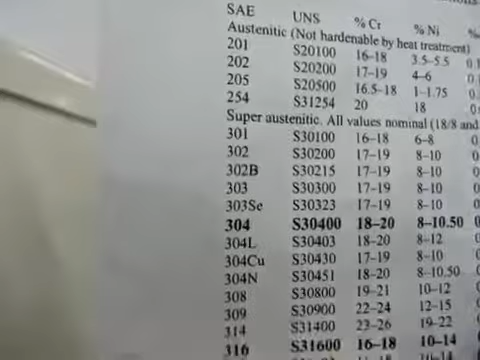 SAE UNS % Cr % Ni
Austenitic (Not hardenable by heat treatment)
201 S20100 16–18 3.5–5.5
202 S20200 17–19 4–6
205 S20500 16.5–18 1–1.75
254 S31254 20 18
Super austenitic. All values nominal (18/8 and
301 S30100 16–18 6–8
302 S30200 17–19 8–10
302B S30215 17–19 8–10
303 S30300 17–19 8–10
303Se S30323 17–19 8–10
304 S30400 18–20 8–10.50
304L S30403 18–20 8–12
304Cu S30430 17–19 8–10
304N S30451 18–20 8–10.50
308 S30800 19–21 10–12
309 S30900 22–24 12–15
314 S31400 23–26 19–22
316 S31600 16–18 10–14